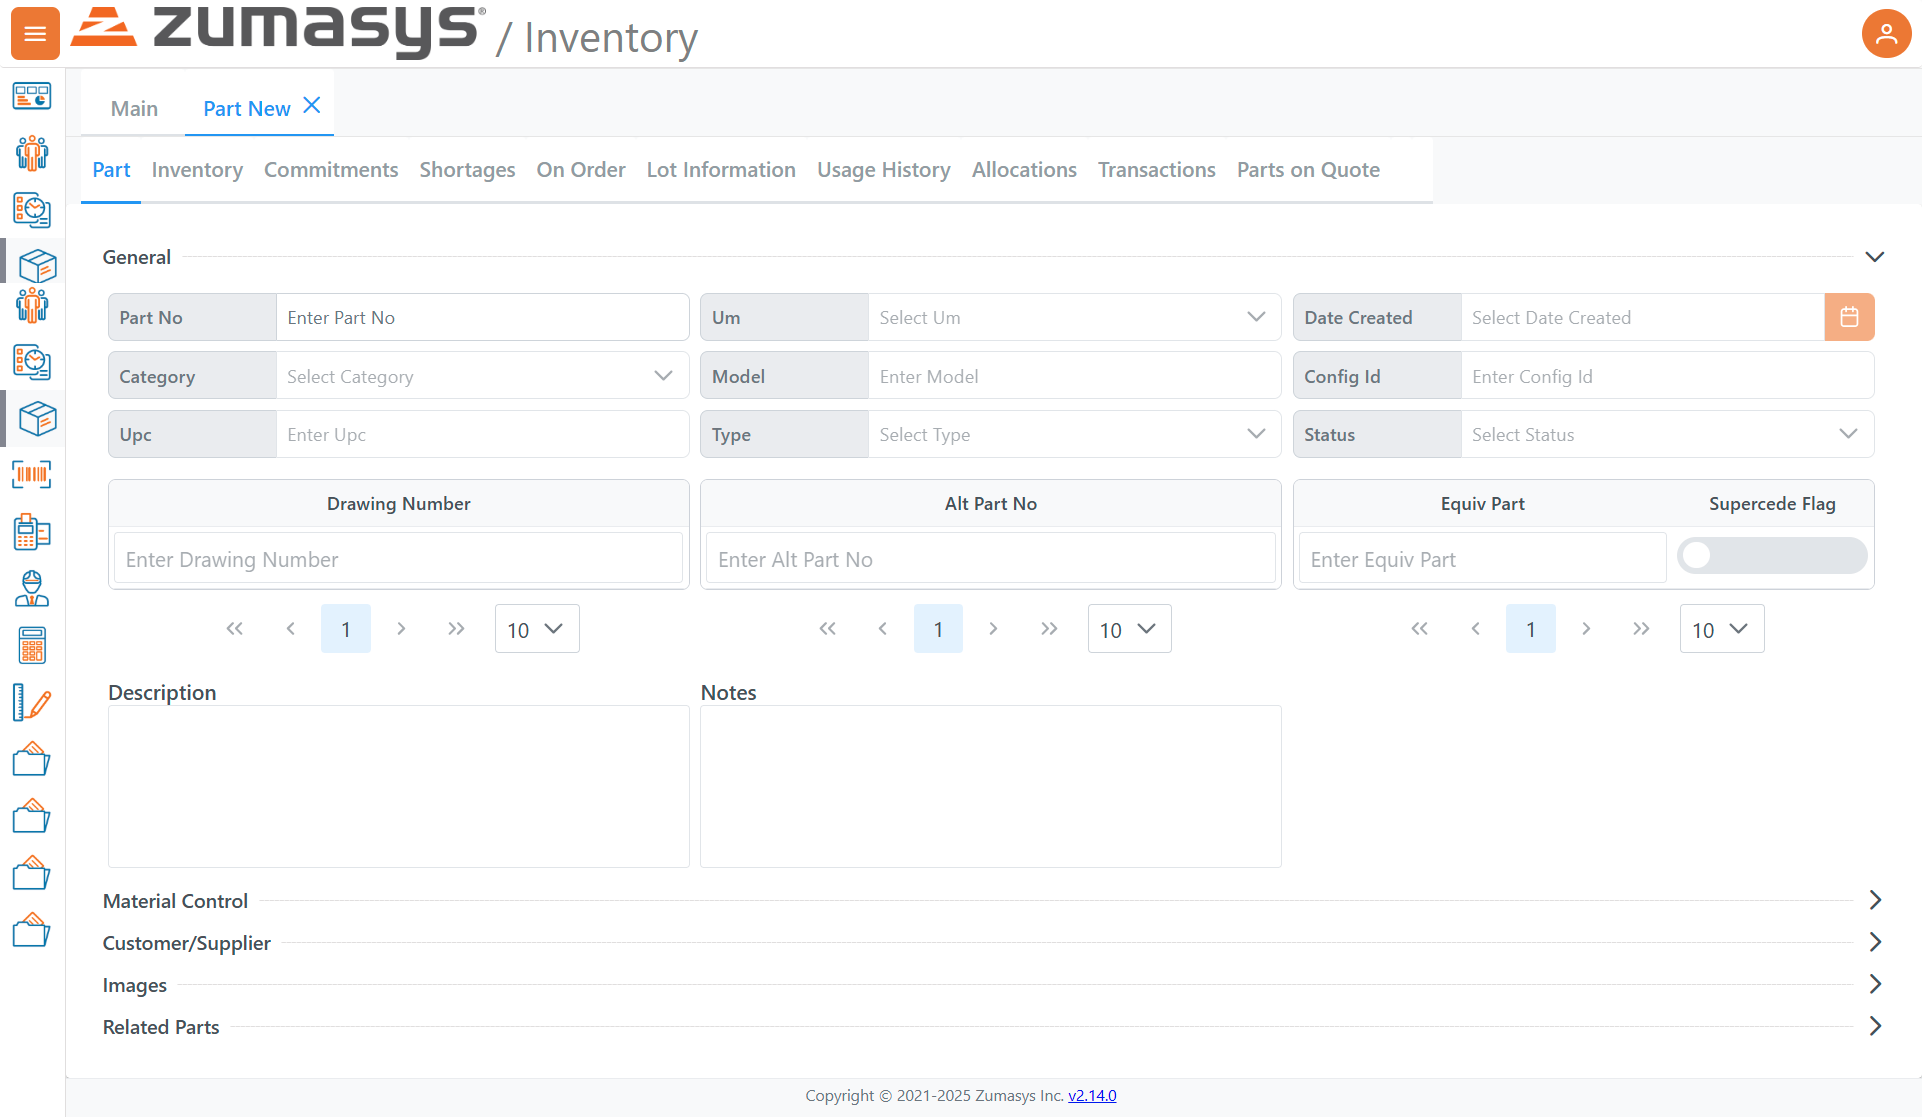 zumasys® / Inventory
Main Part New
Part Inventory Commitments Shortages On Order Lot Information Usage History Allocations Transactions Parts on Quote
General
Part No Enter Part No Um Select Um Date Created Select Date Created
Category Select Category Model Enter Model Config Id Enter Config Id
Upc Enter Upc Type Select Type Status Select Status
Drawing Number Alt Part No Equiv Part Supercede Flag
Enter Drawing Number Enter Alt Part No Enter Equiv Part
1 10 1 10 1 10
Description Notes
Material Control
Customer/Supplier
Images
Related Parts
Copyright © 2021-2025 Zumasys Inc. v2.14.0